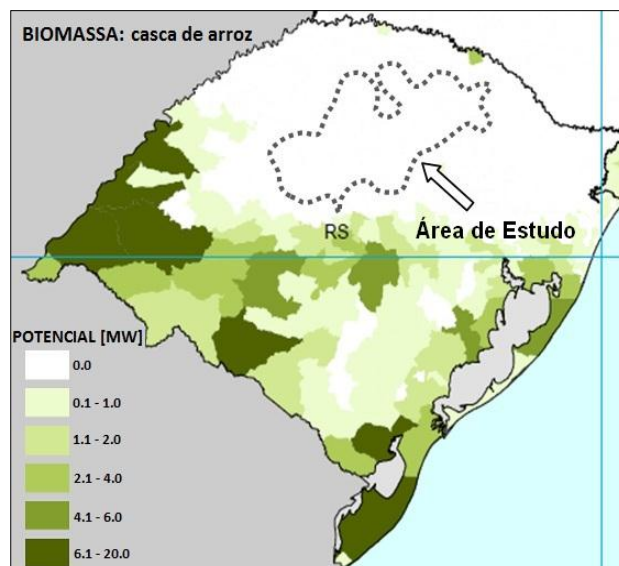 BIOMASSA: casca de arroz
RS
Área de Estudo
POTENCIAL [MW]
0.0
0.1 - 1.0
1.1 - 2.0
2.1 - 4.0
4.1 - 6.0
6.1 - 20.0